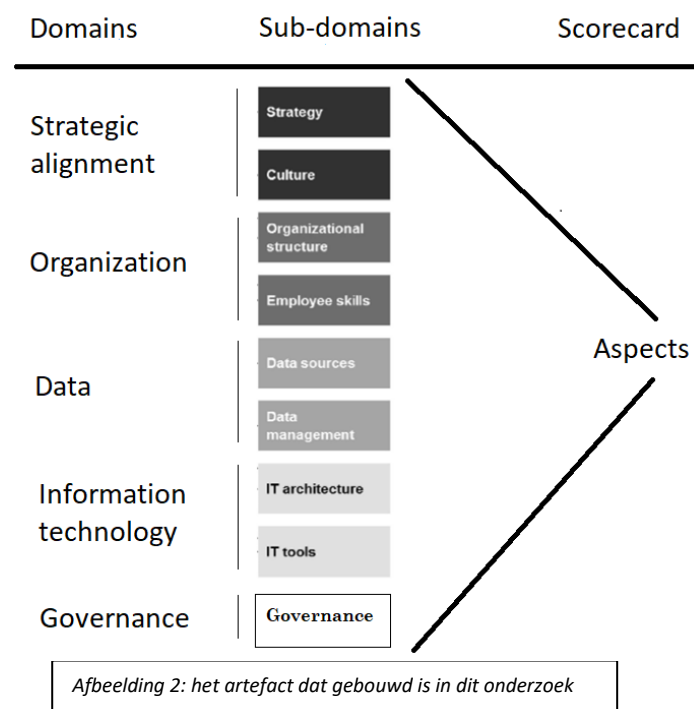 Domains
Sub-domains
Scorecard
Strategic
alignment
Strategy
Culture
Organization
Organizational
structure
Employee skills
Data
Data sources
Data
management
Information
technology
IT architecture
IT tools
Governance
Governance
Aspects
Afbeelding 2: het artefact dat gebouwd is in dit onderzoek